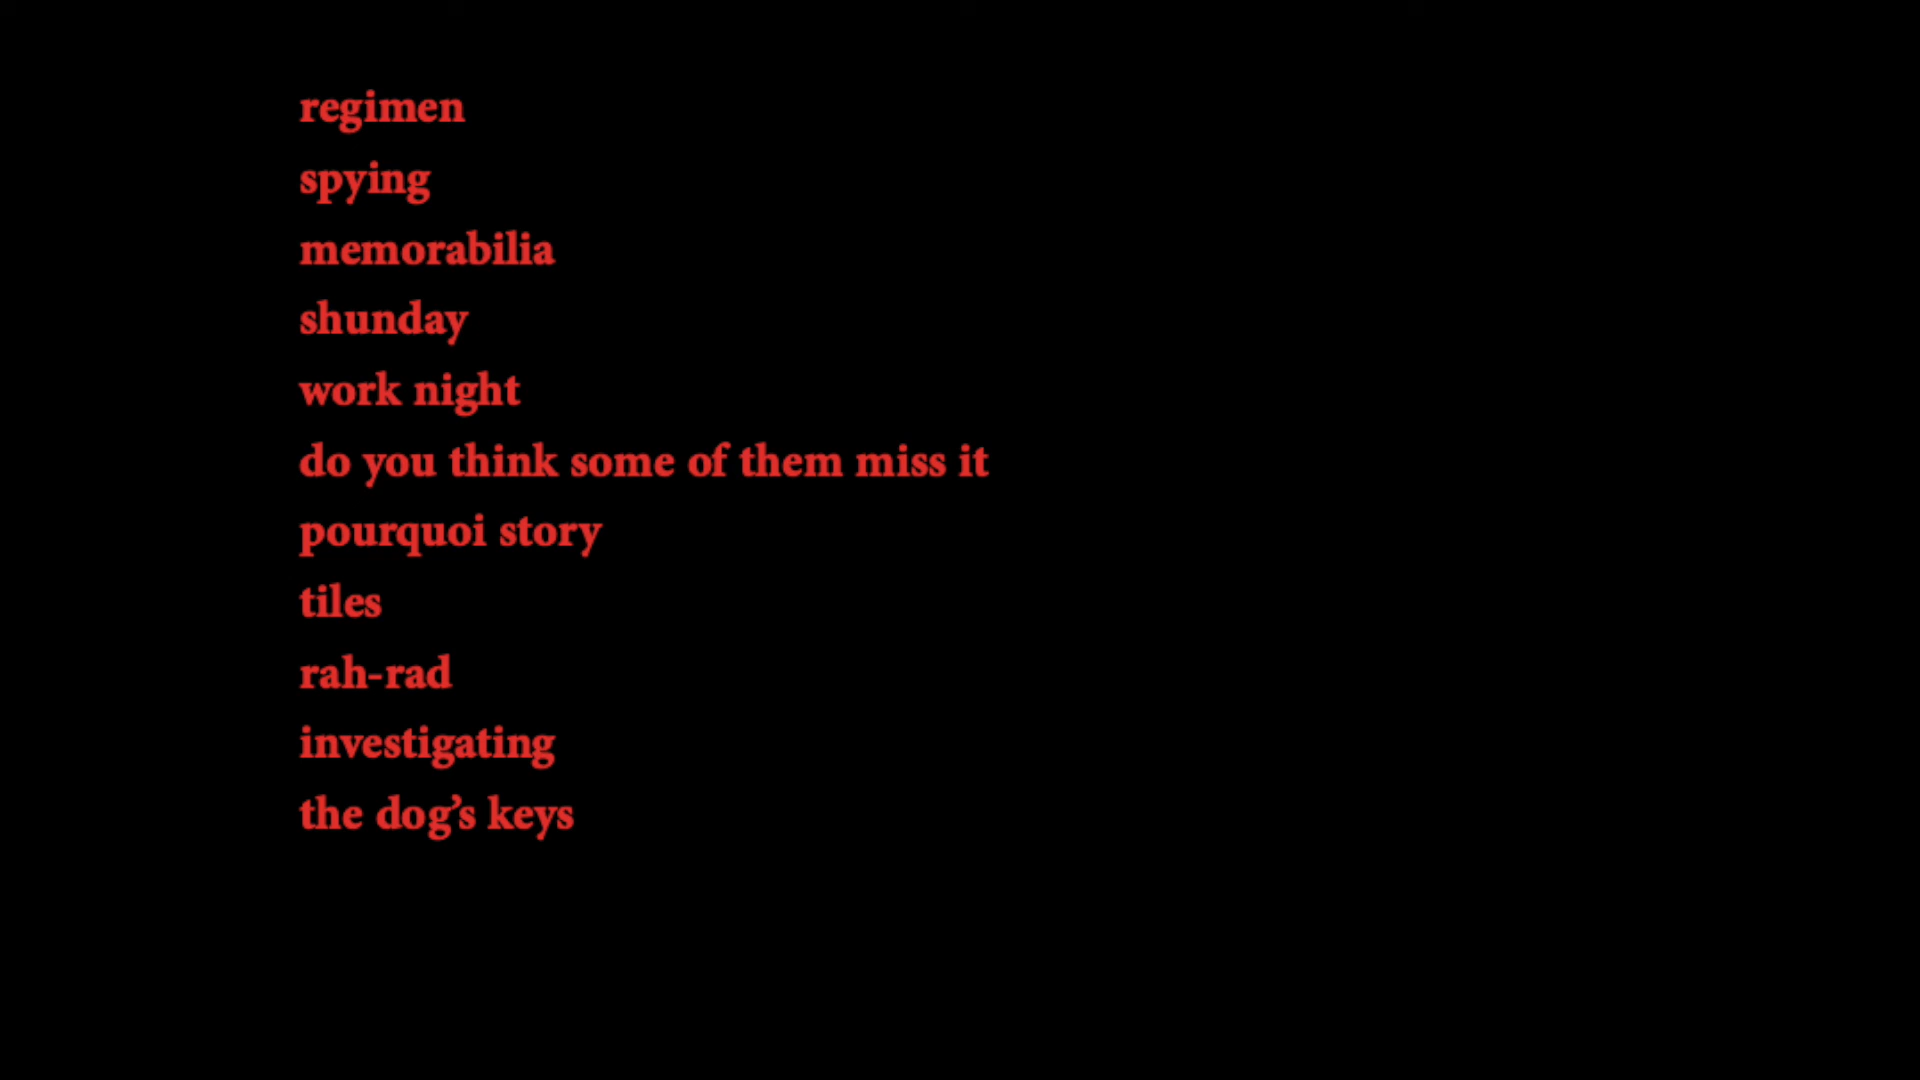 regimen
spying
memorabilia
shunday
work night
do you think some of them miss it
pourquoi story
tiles
rah-rad
investigating
the dog’s keys